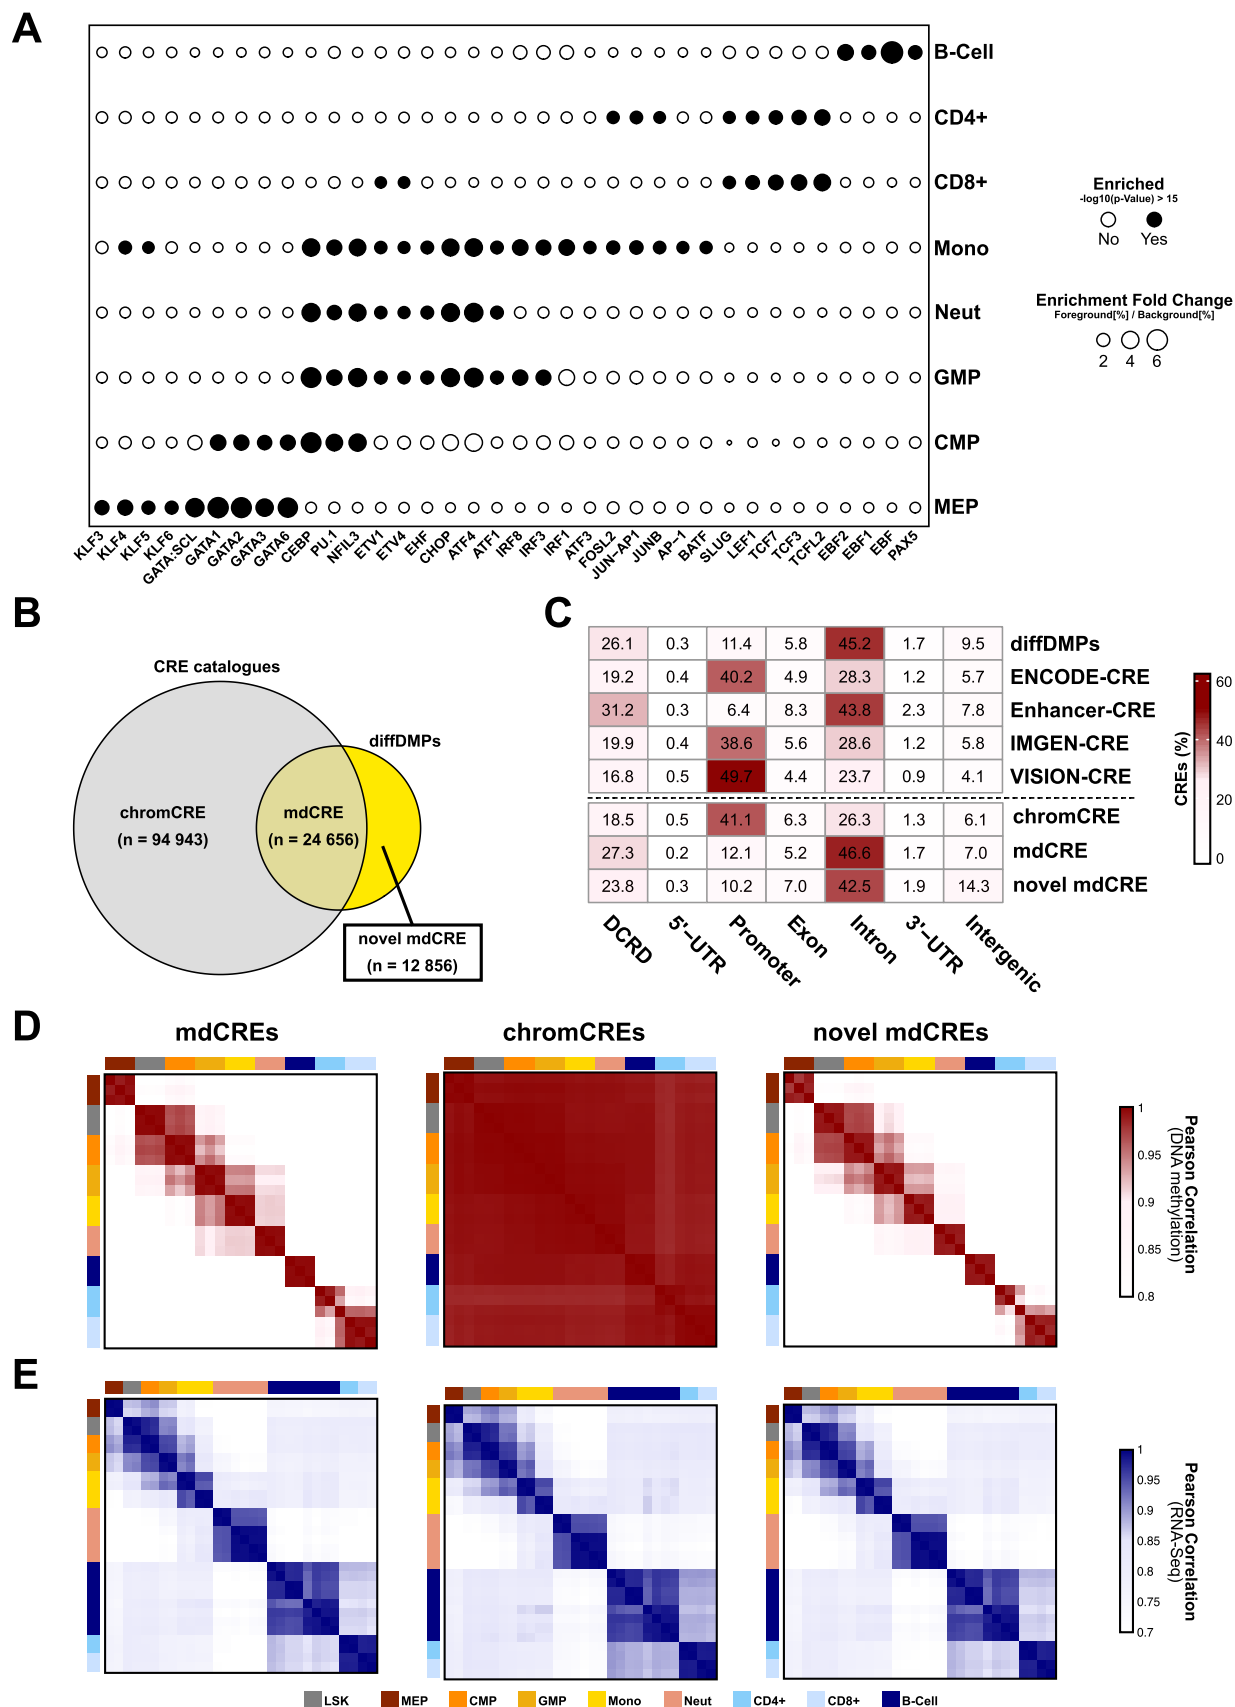 A
B-Cell
CD4+
CD8+
Mono
Neut
GMP
CMP
MEP
Enriched
-log10(p-Value) > 15
No Yes
Enrichment Fold Change
Foreground[%] / Background[%]
2 4 6
KLF3 KLF4 KLF5 KLF6 GATA:SCL GATA1 GATA2 GATA3 GATA6 CEBP PU.1 NFIL3 ETV1 ETV4 EHF CHOP ATF4 ATF1 IRF8 IRF3 IRF1 ATF3 FOSL2 JUN-AP1 JUNB AP-1 BATF SLUG LEF1 TCF7 TCF3 TCFL2 EBF2 EBF1 EBF PAX5
B
CRE catalogues
diffDMPs
chromCRE
(n = 94 943)
mdCRE
(n = 24 656)
novel mdCRE
(n = 12 856)
C
26.1 0.3 11.4 5.8 45.2 1.7 9.5 diffDMPs
19.2 0.4 40.2 4.9 28.3 1.2 5.7 ENCODE-CRE
31.2 0.3 6.4 8.3 43.8 2.3 7.8 Enhancer-CRE
19.9 0.4 38.6 5.6 28.6 1.2 5.8 IMGEN-CRE
16.8 0.5 49.7 4.4 23.7 0.9 4.1 VISION-CRE
18.5 0.5 41.1 6.3 26.3 1.3 6.1 chromCRE
27.3 0.2 12.1 5.2 46.6 1.7 7.0 mdCRE
23.8 0.3 10.2 7.0 42.5 1.9 14.3 novel mdCRE
DCRD 5'-UTR Promoter Exon Intron 3'-UTR Intergenic
60
40
20
0
CREs (%)
D
mdCREs chromCREs novel mdCREs
1
0.95
0.9
0.85
0.8
Pearson Correlation
(DNA methylation)
E
1
0.95
0.9
0.85
0.8
0.75
0.7
Pearson Correlation
(RNA-Seq)
LSK MEP CMP GMP Mono Neut CD4+ CD8+ B-Cell